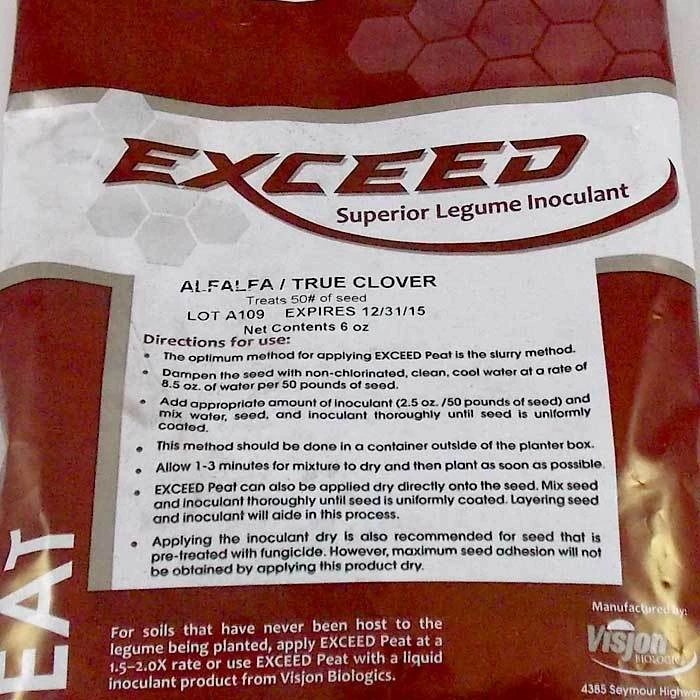 EXCEED
Superior Legume Inoculant
ALFALFA / TRUE CLOVER
Treats 50# of seed
LOT A109 EXPIRES 12/31/15
Net Contents 6 oz
Directions for use:
• The optimum method for applying EXCEED Peat is the slurry method.
• Dampen the seed with non-chlorinated, clean, cool water at a rate of
8.5 oz. of water per 50 pounds of seed.
• Add appropriate amount of inoculant (2.5 oz. /50 pounds of seed) and
mix water, seed, and inoculant thoroughly until seed is uniformly
coated.
• This method should be done in a container outside of the planter box.
• Allow 1-3 minutes for mixture to dry and then plant as soon as possible.
• EXCEED Peat can also be applied dry directly onto the seed. Mix seed
and inoculant thoroughly until seed is uniformly coated. Layering seed
and inoculant will aide in this process.
• Applying the inoculant dry is also recommended for seed that is
pre-treated with fungicide. However, maximum seed adhesion will not
be obtained by applying this product dry.
EAT
For soils that have never been host to the
legume being planted, apply EXCEED Peat at a
1.5–2.0X rate or use EXCEED Peat with a liquid
inoculant product from Visjon Biologics.
Manufactured by:
Visjon
BIOLOGI
4385 Seymour Highwa